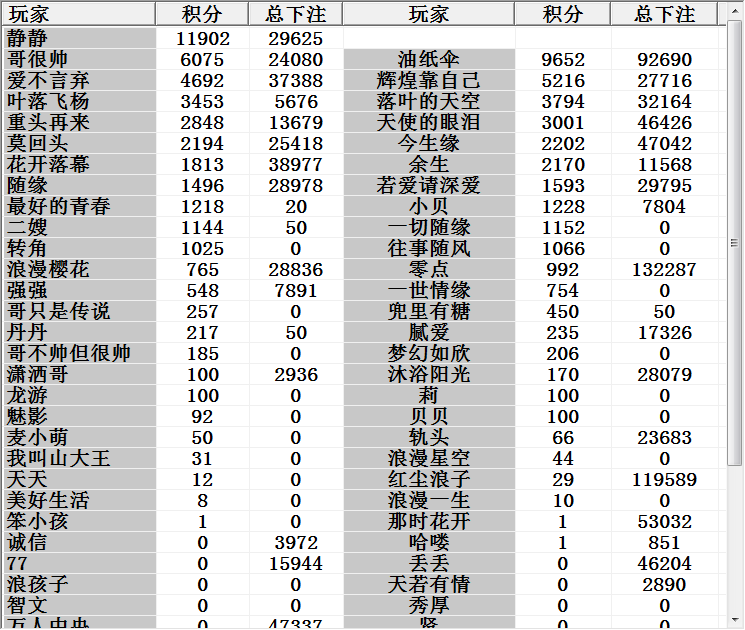 玩家 积分 总下注 玩家 积分 总下注
静静 11902 29625
哥很帅 6075 24080 油纸伞 9652 92690
爱不言弃 4692 37388 辉煌靠自己 5216 27716
叶落飞杨 3453 5676 落叶的天空 3794 32164
重头再来 2848 13679 天使的眼泪 3001 46426
莫回头 2194 25418 今生缘 2202 47042
花开落幕 1813 38977 余生 2170 11568
随缘 1496 28978 若爱请深爱 1593 29795
最好的青春 1218 20 小贝 1228 7804
二嫂 1144 50 一切随缘 1152 0
转角 1025 0 往事随风 1066 0
浪漫樱花 765 28836 零点 992 132287
强强 548 7891 一世情缘 754 0
哥只是传说 257 0 兜里有糖 450 50
丹丹 217 50 腻爱 235 17326
哥不帅但很帅 185 0 梦幻如欣 206 0
潇洒哥 100 2936 沐浴阳光 170 28079
龙游 100 0 莉 100 0
魅影 92 0 贝贝 100 0
麦小萌 50 0 轨头 66 23683
我叫山大王 31 0 浪漫星空 44 0
天天 12 0 红尘浪子 29 119589
美好生活 8 0 浪漫一生 10 0
笨小孩 1 0 那时花开 1 53032
诚信 0 3972 哈喽 1 851
77 0 15944 丢丢 0 46204
浪孩子 0 0 天若有情 0 2890
智文 0 0 秀厚 0 0
万人中央 0 47337 贤 0 0